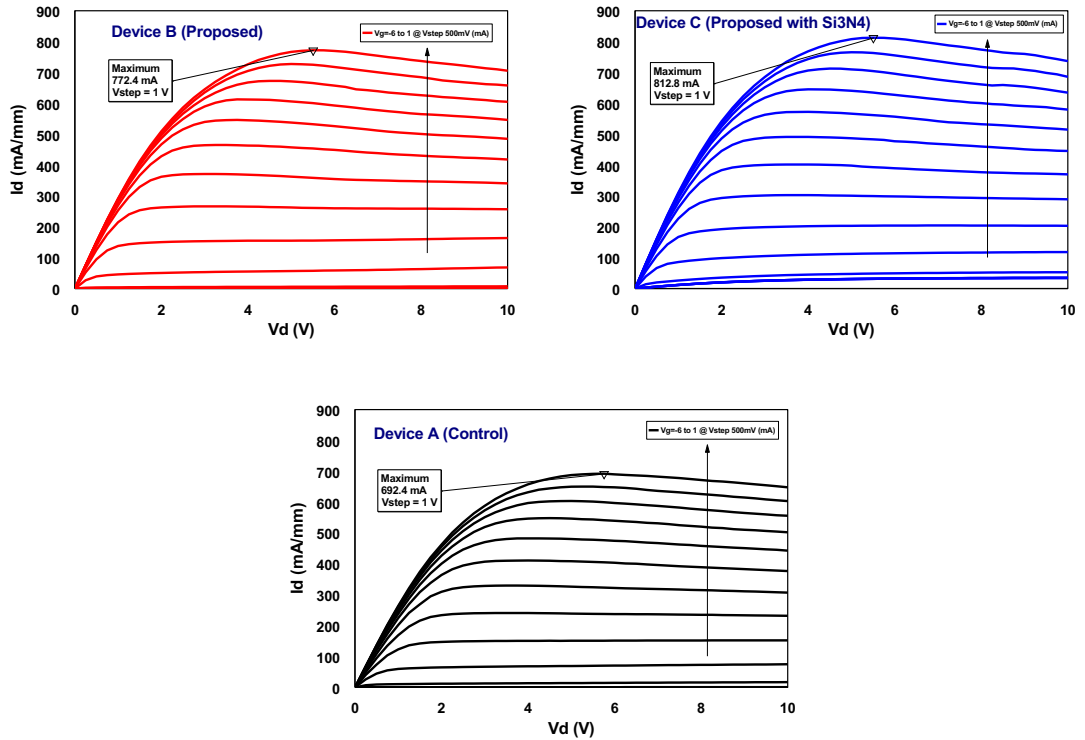 Device B (Proposed)
Vg=-6 to 1 @ Vstep 500mV (mA)
Maximum
772.4 mA
Vstep = 1 V
900
800
700
600
500
400
300
200
100
0
Id (mA/mm)
0
2
4
6
8
10
Vd (V)
Device C (Proposed with Si3N4)
Vg=-6 to 1 @ Vstep 500mV (mA)
Maximum
812.8 mA
Vstep = 1 V
900
800
700
600
500
400
300
200
100
0
Id (mA/mm)
0
2
4
6
8
10
Vd (V)
Device A (Control)
Vg=-6 to 1 @ Vstep 500mV (mA)
Maximum
692.4 mA
Vstep = 1 V
900
800
700
600
500
400
300
200
100
0
Id (mA/mm)
0
2
4
6
8
10
Vd (V)